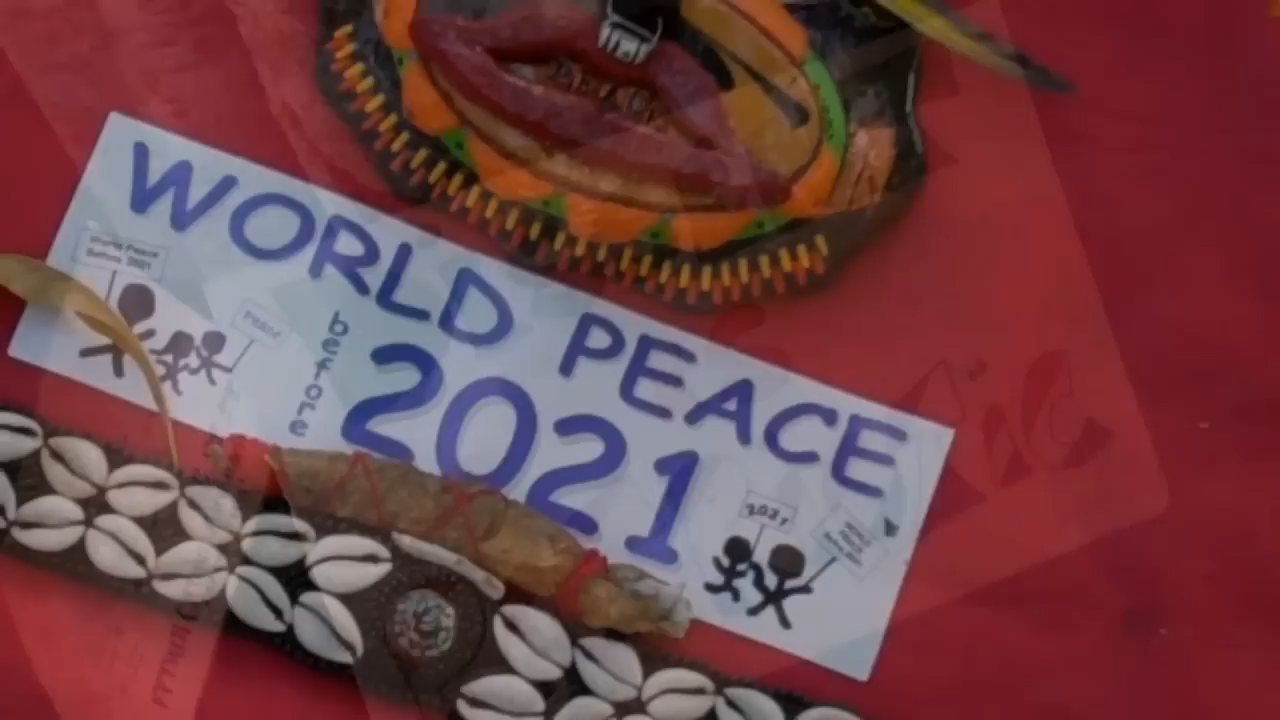 WORLD PEACE
before
2021
World Peace
Before 2021
PEACE
2021